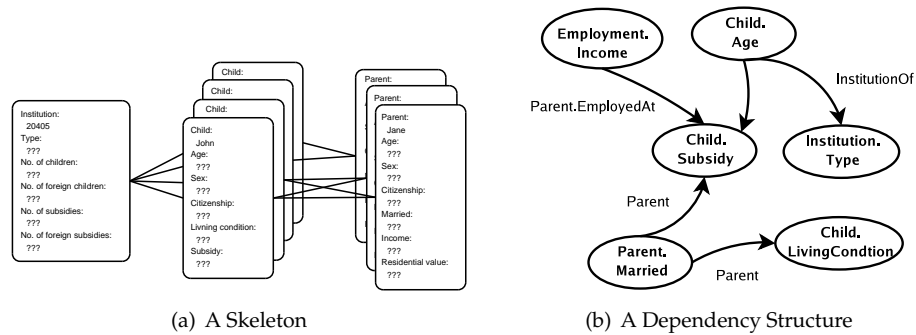 Institution:
20405
Type:
???
No. of children:
???
No. of foreign children:
???
No. of subsidies:
???
No. of foreign subsidies:
???
Child:
Child:
Child:
Child:
John
Age:
???
Sex:
???
Citizenship:
???
Livning condition:
???
Subsidy:
???
Parent:
Parent:
Parent:
Jane
Age:
???
Sex:
???
Citizenship:
???
Married:
???
Income:
???
Residential value:
???
(a) A Skeleton
Employment.
Income
Child.
Age
InstitutionOf
Parent.EmployedAt
Child.
Subsidy
Institution.
Type
Parent
Parent.
Married
Child.
LivingCondtion
Parent
(b) A Dependency Structure